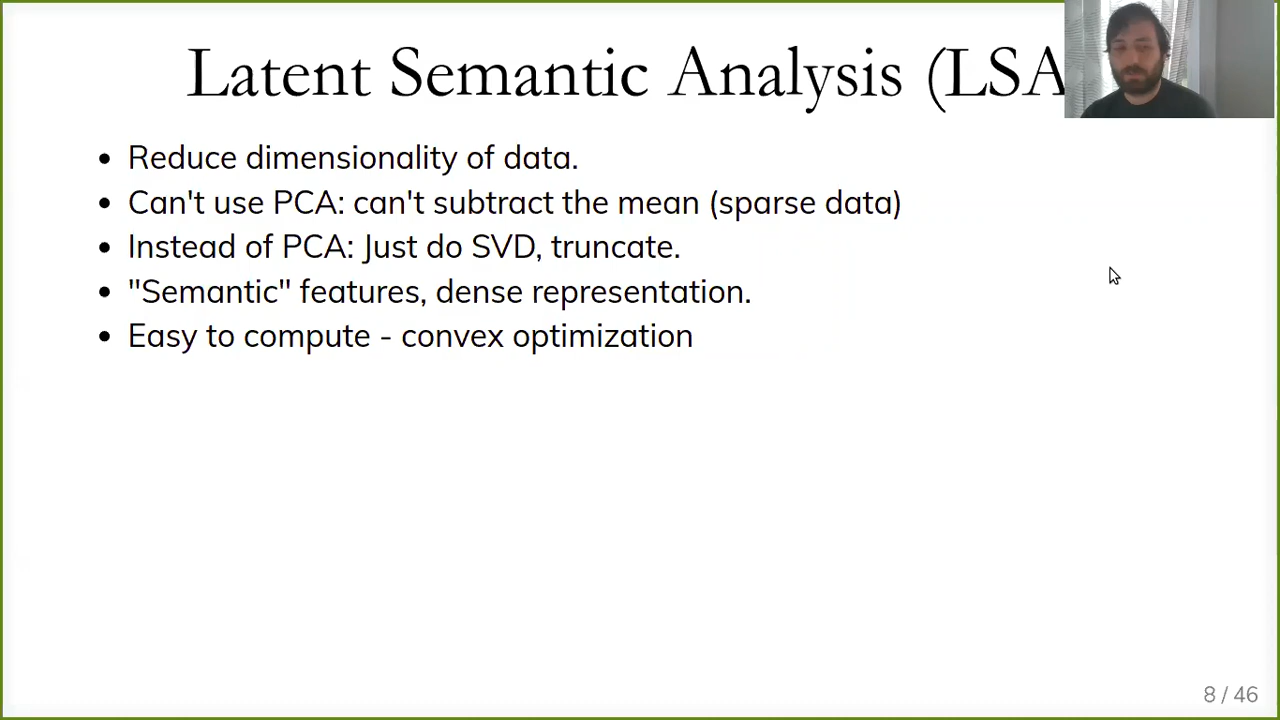 Latent Semantic Analysis (LSA
Reduce dimensionality of data.
Can't use PCA: can't subtract the mean (sparse data)
Instead of PCA: Just do SVD, truncate.
"Semantic" features, dense representation.
Easy to compute - convex optimization
8 / 46